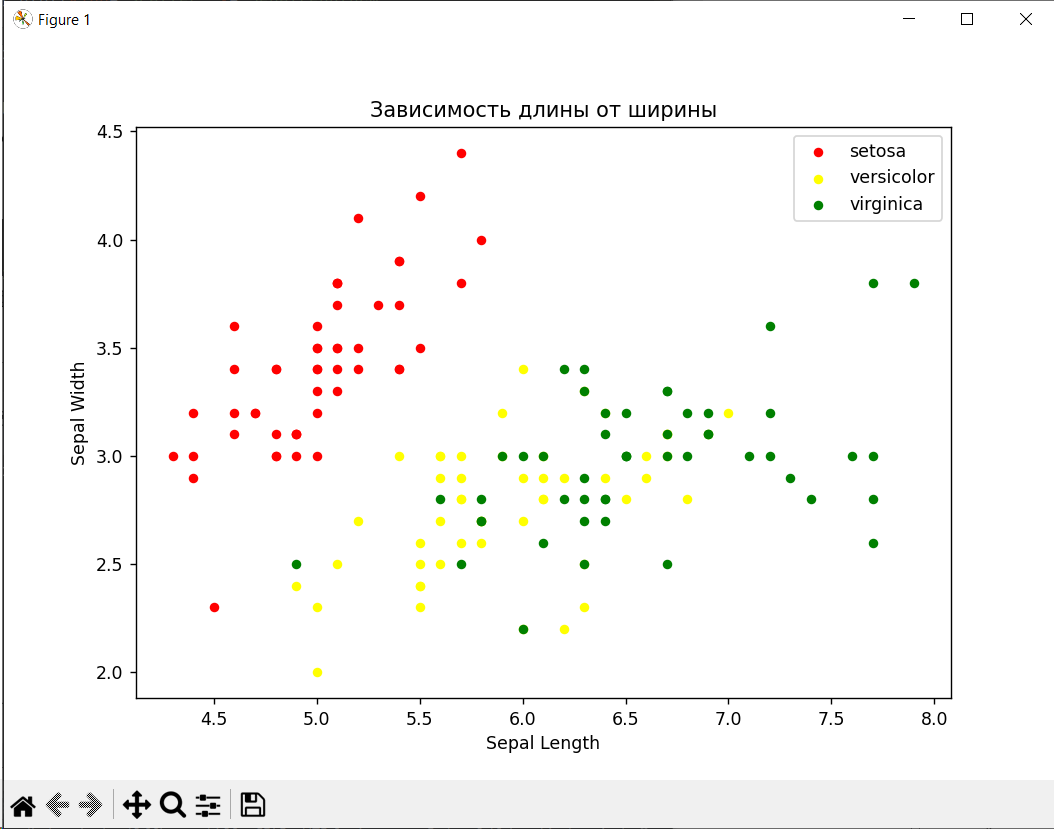 Figure 1
Зависимость длины от ширины
setosa
versicolor
virginica
Sepal Width
4.5
4.0
3.5
3.0
2.5
2.0
4.5 5.0 5.5 6.0 6.5 7.0 7.5 8.0
Sepal Length